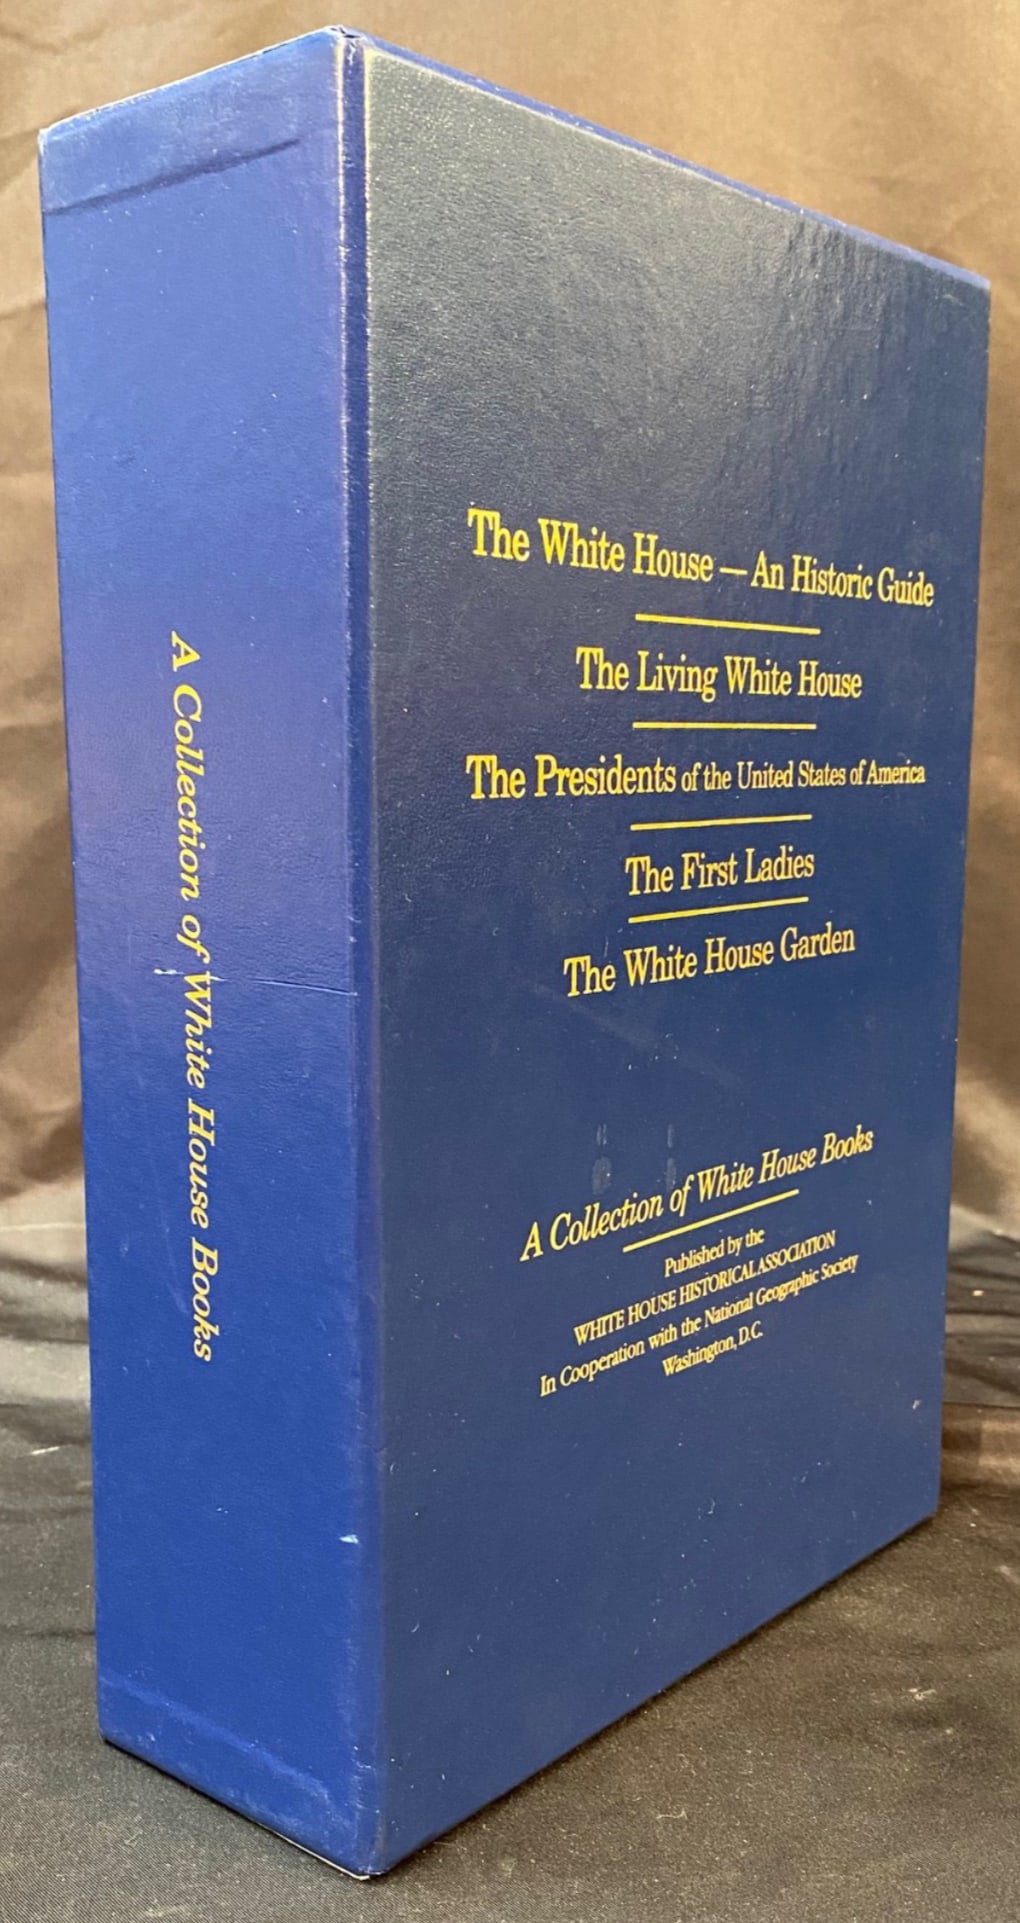 A Collection of White House Books
The White House — An Historic Guide
The Living White House
The Presidents of the United States of America
The First Ladies
The White House Garden
A Collection of White House Books
Published by the
WHITE HOUSE HISTORICAL ASSOCIATION
In Cooperation with the National Geographic Society
Washington, D.C.